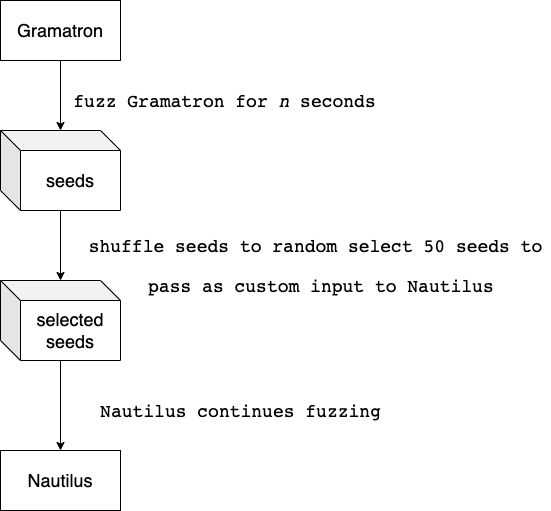 Gramatron
fuzz Gramatron for n seconds
seeds
shuffle seeds to random select 50 seeds to
pass as custom input to Nautilus
selected
seeds
Nautilus continues fuzzing
Nautilus